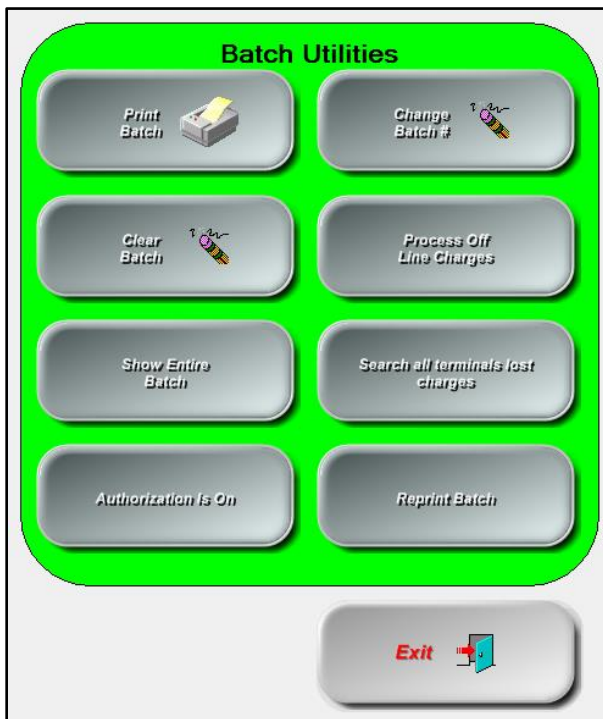 Batch Utilities
Print
Batch
Change
Batch #
Clear
Batch
Process Off
Line Charges
Show Entire
Batch
Search all terminals lost
charges
Authorization Is On
Reprint Batch
Exit